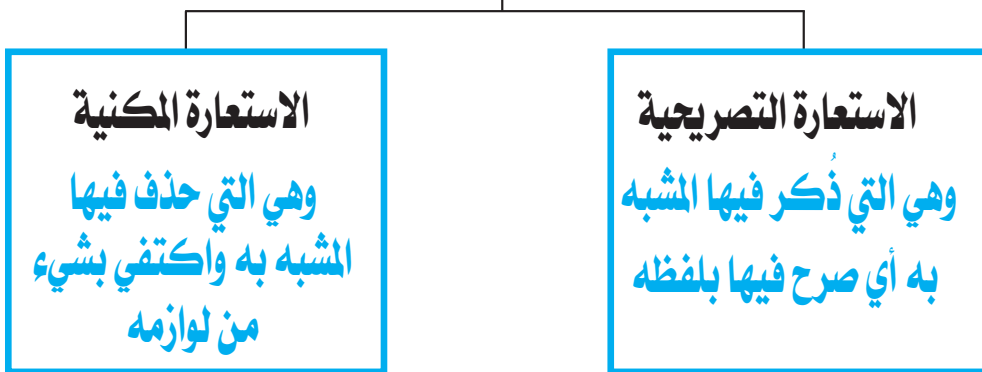 الاستعارة التصريحية
وهي التي ذُكر فيها المشبه
به أي صرح فيها بلفظه
الاستعارة المكنية
وهي التي حذف فيها
المشبه به واكتفي بشيء
من لوازمه